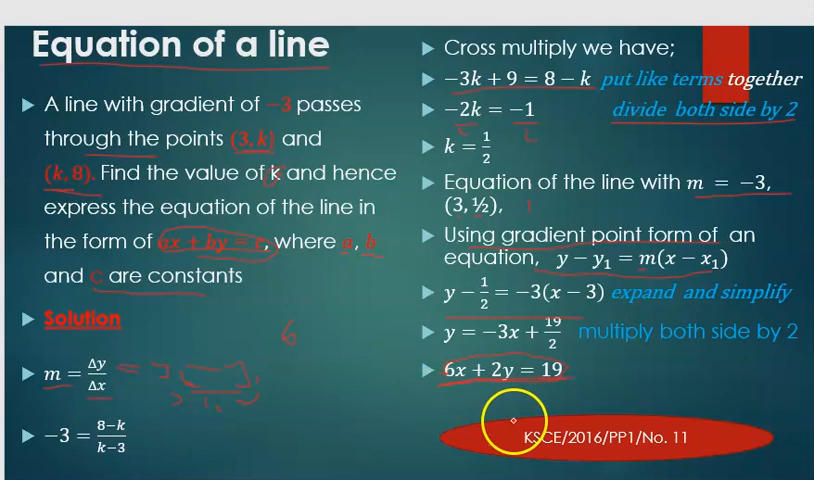 Equation of a line
A line with gradient of −3 passes
through the points (3, k) and
(k, 8). Find the value of k and hence
express the equation of the line in
the form of ax + by = c, where a, b
and c are constants
Solution
m = Δy/Δx
−3 = 8−k/k−3
6
Cross multiply we have;
−3k + 9 = 8 − k put like terms together
−2k = −1 divide both side by 2
k = 1/2
Equation of the line with m = −3,
(3, ½),
Using gradient point form of an
equation, y − y₁ = m(x − x₁)
y − 1/2 = −3(x − 3) expand and simplify
y = −3x + 19/2 multiply both side by 2
6x + 2y = 19
KSCE/2016/PP1/No. 11